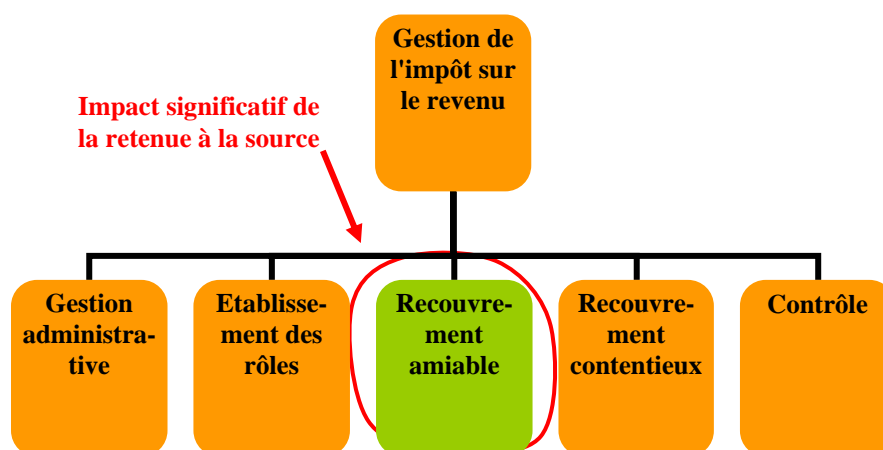 Gestion de
l'impôt sur
le revenu
Impact significatif de
la retenue à la source
Gestion
administra-
tive
Etablisse-
ment des
rôles
Recouvre-
ment
amiable
Recouvre-
ment
contentieux
Contrôle